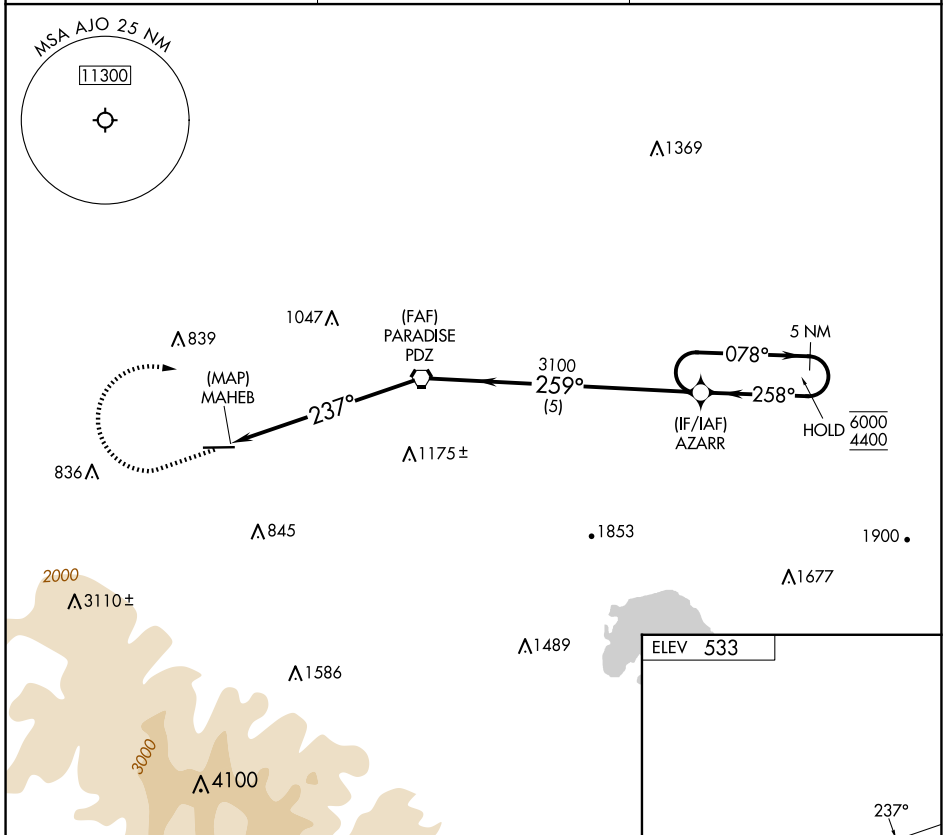 MSA AJO 25 NM
11300
1369
1047
839
(FAF)
PARADISE
PDZ
(MAP)
MAHEB
237°
3100
259°
(5)
5 NM
078°
258°
(IF/IAF)
AZARR
HOLD
6000
4400
1175 ±
836
845
1853
1900
2000
3110 ±
1677
1489
ELEV 533
1586
3000
4100
237°